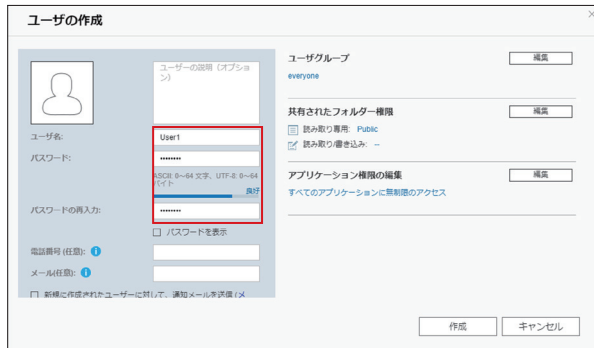 ユーザの作成
ユーザーの説明 (オプション)
ユーザ名:
User1
パスワード:
••••••••
ASCII: 0~64 文字、UTF-8: 0~64 バイト
良好
パスワードの再入力:
••••••••
パスワードを表示
電話番号 (任意):
メール(任意):
新規に作成されたユーザーに対して、通知メールを送信 (メ
ユーザグループ
編集
everyone
共有されたフォルダー権限
編集
読み取り専用: Public
読み取り/書き込み: --
アプリケーション権限の編集
編集
すべてのアプリケーションに無制限のアクセス
作成
キャンセル